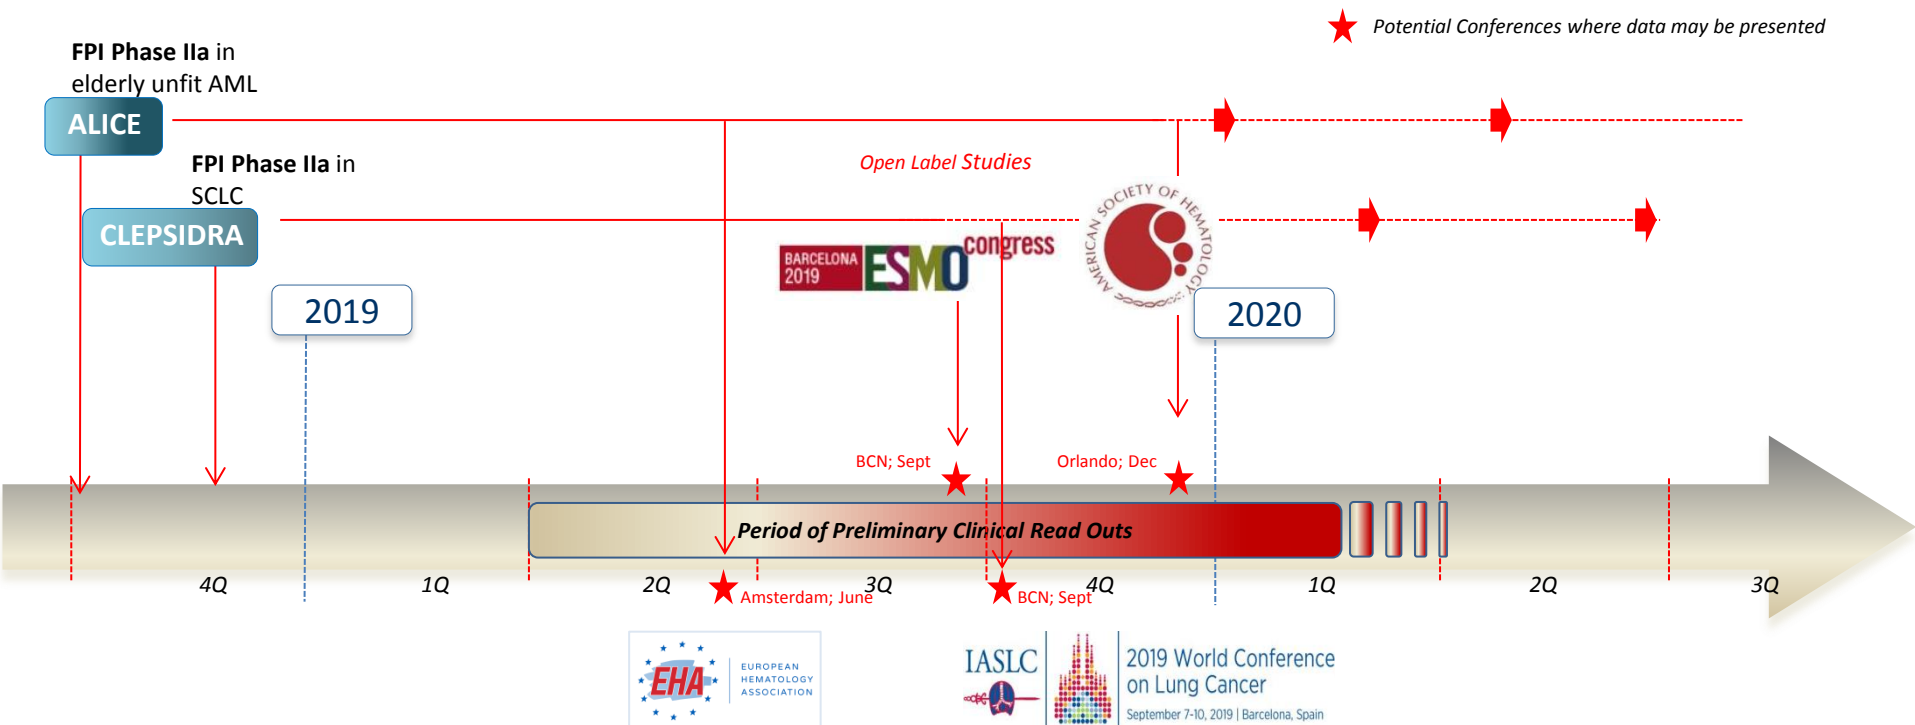 Potential Conferences where data may be presented
FPI Phase IIa in
elderly unfit AML
ALICE
FPI Phase IIa in
SCLC
CLEPSIDRA
Open Label Studies
BARCELONA
2019
ESMO
congress
AMERICAN SOCIETY OF HEMATOLOGY
2019
2020
BCN; Sept
Orlando; Dec
Period of Preliminary Clinical Read Outs
4Q
1Q
2Q
3Q
4Q
1Q
2Q
3Q
Amsterdam; June
BCN; Sept
EHA
EUROPEAN
HEMATOLOGY
ASSOCIATION
IASLC
2019 World Conference
on Lung Cancer
September 7-10, 2019 | Barcelona, Spain